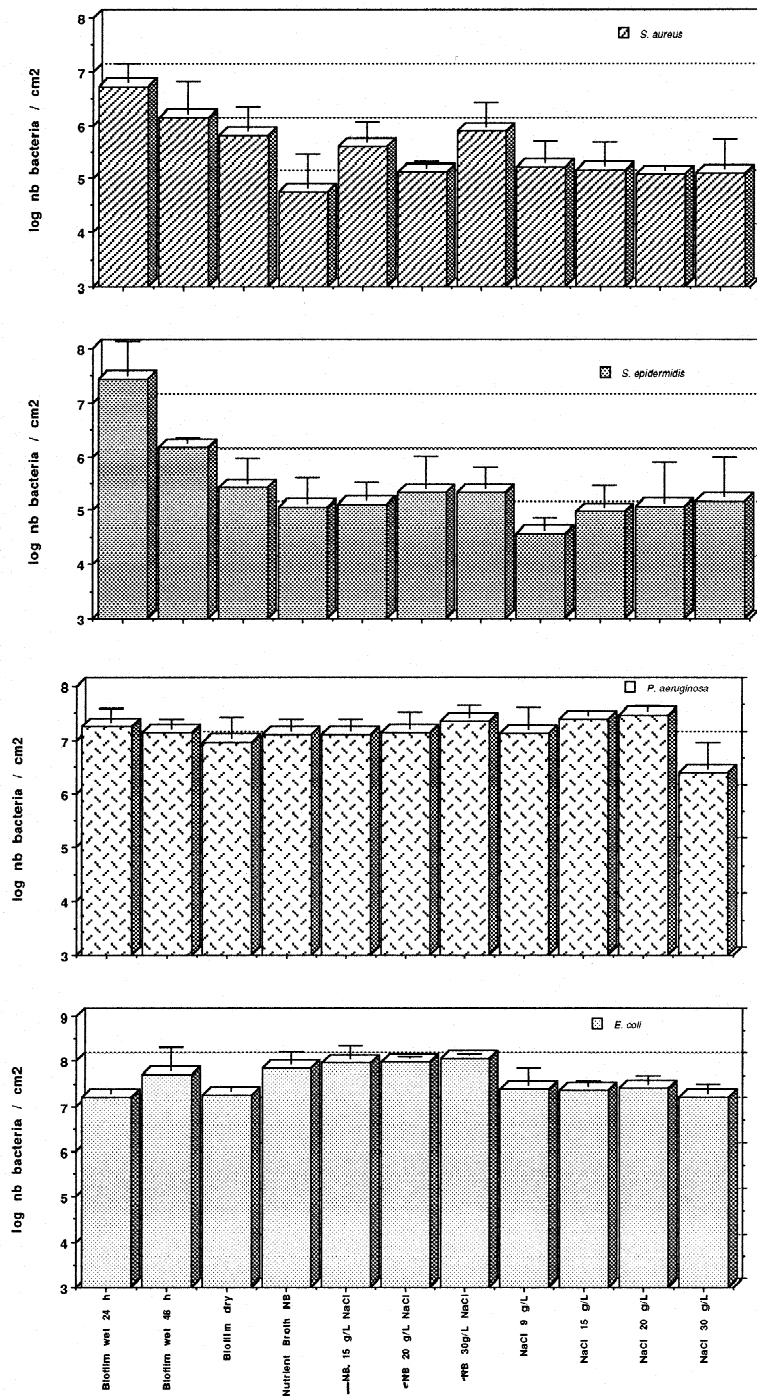 8
7
6
5
4
3
log nb bacteria / cm2
S. aureus
8
7
6
5
4
3
log nb bacteria / cm2
S. epidermidis
8
7
6
5
4
3
log nb bacteria / cm2
P. aeruginosa
9
8
7
6
5
4
3
log nb bacteria / cm2
E. coli
Biofilm wet 24 h
Biofilm wet 48 h
Biofilm dry
Nutrient Broth NB
NB 15 g/L NaCl
NB 20 g/L NaCl
NB 30g/L NaCl
NaCl 9 g/L
NaCl 15 g/L
NaCl 20 g/L
NaCl 30 g/L